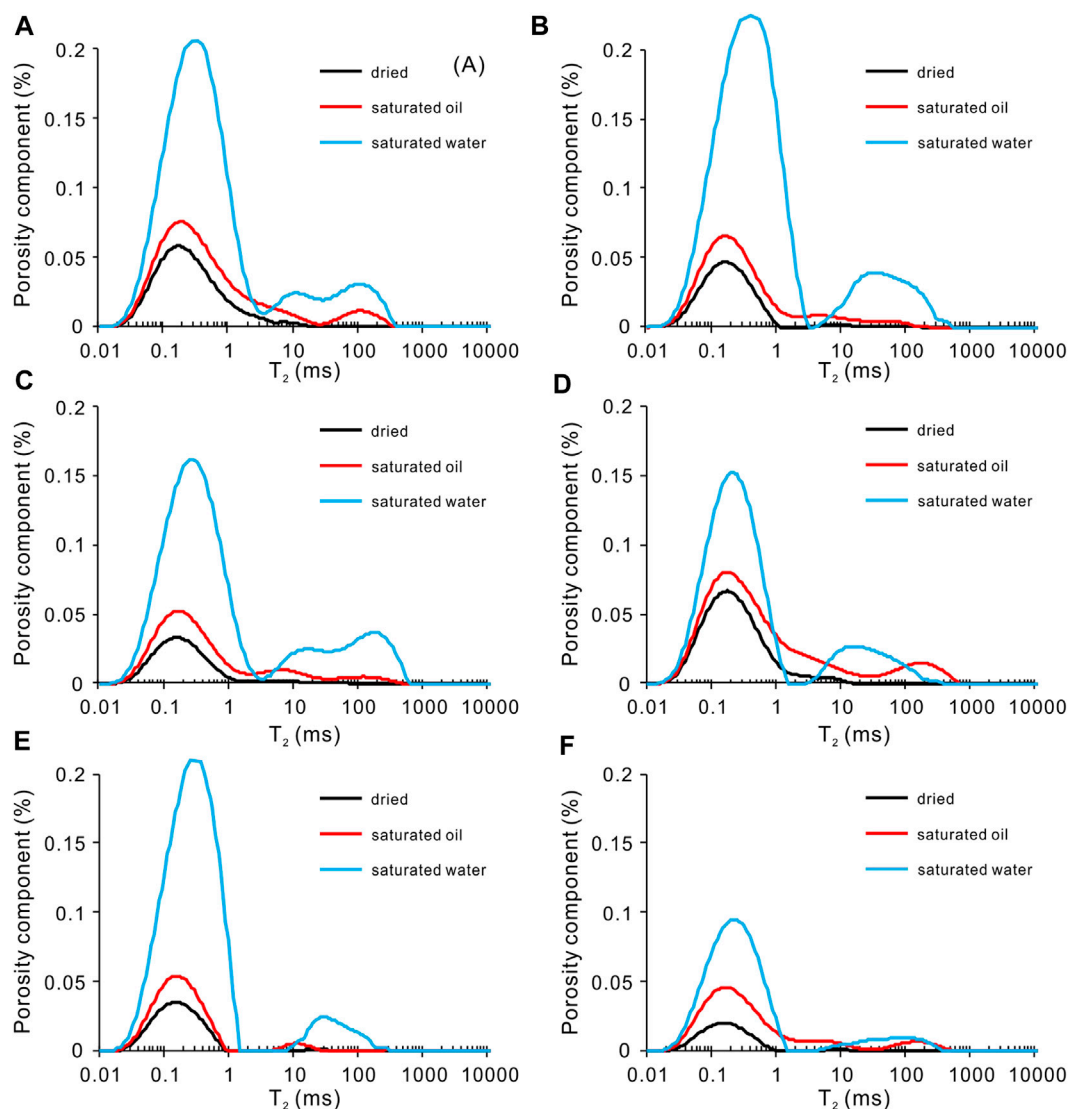 A
Porosity component (%)
0.2
0.15
0.1
0.05
0
(A)
dried
saturated oil
saturated water
0.01 0.1 1 10 100 1000 10000
T2 (ms)
B
Porosity component (%)
0.2
0.15
0.1
0.05
0
dried
saturated oil
saturated water
0.01 0.1 1 10 100 1000 10000
T2 (ms)
C
Porosity component (%)
0.2
0.15
0.1
0.05
0
dried
saturated oil
saturated water
0.01 0.1 1 10 100 1000 10000
T2 (ms)
D
Porosity component (%)
0.2
0.15
0.1
0.05
0
dried
saturated oil
saturated water
0.01 0.1 1 10 100 1000 10000
T2 (ms)
E
Porosity component (%)
0.2
0.15
0.1
0.05
0
dried
saturated oil
saturated water
0.01 0.1 1 10 100 1000 10000
T2 (ms)
F
Porosity component (%)
0.2
0.15
0.1
0.05
0
dried
saturated oil
saturated water
0.01 0.1 1 10 100 1000 10000
T2 (ms)